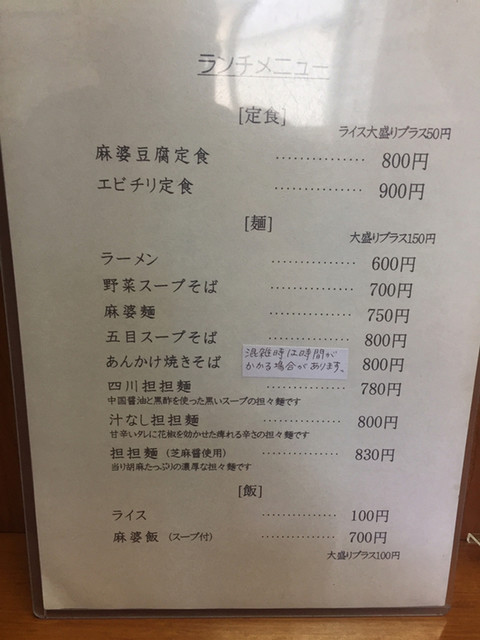 ランチメニュー
[定食]
ライス大盛りプラス50円
麻婆豆腐定食 ・・・・・・・・・・・・・・ 800円
エビチリ定食 ・・・・・・・・・・・・・・ 900円
[麺]
大盛りプラス150円
ラーメン ・・・・・・・・・・・・・ 600円
野菜スープそば ・・・・・・・・・・・・・ 700円
麻婆麺 ・・・・・・・・・・・・・ 750円
五目スープそば ・・・・・・・・・・・・・ 800円
あんかけ焼きそば 混雑時は時間が 800円
かかる場合があります。
四川担担麺 ・・・・・・・・・・・・・ 780円
中国醤油と黒酢を使った黒いスープの担々麺です
汁なし担担麺 ・・・・・・・・・・・・・ 800円
甘辛いタレに花椒を効かせた痺れる辛さの担々麺です
担担麺(芝麻醤使用) ・・・・・・・・・・・・・ 830円
当り胡麻たっぷりの濃厚な担々麺です
[飯]
ライス ・・・・・・・・・・・・・ 100円
麻婆飯(スープ付) ・・・・・・・・・・・・・ 700円
大盛りプラス100円